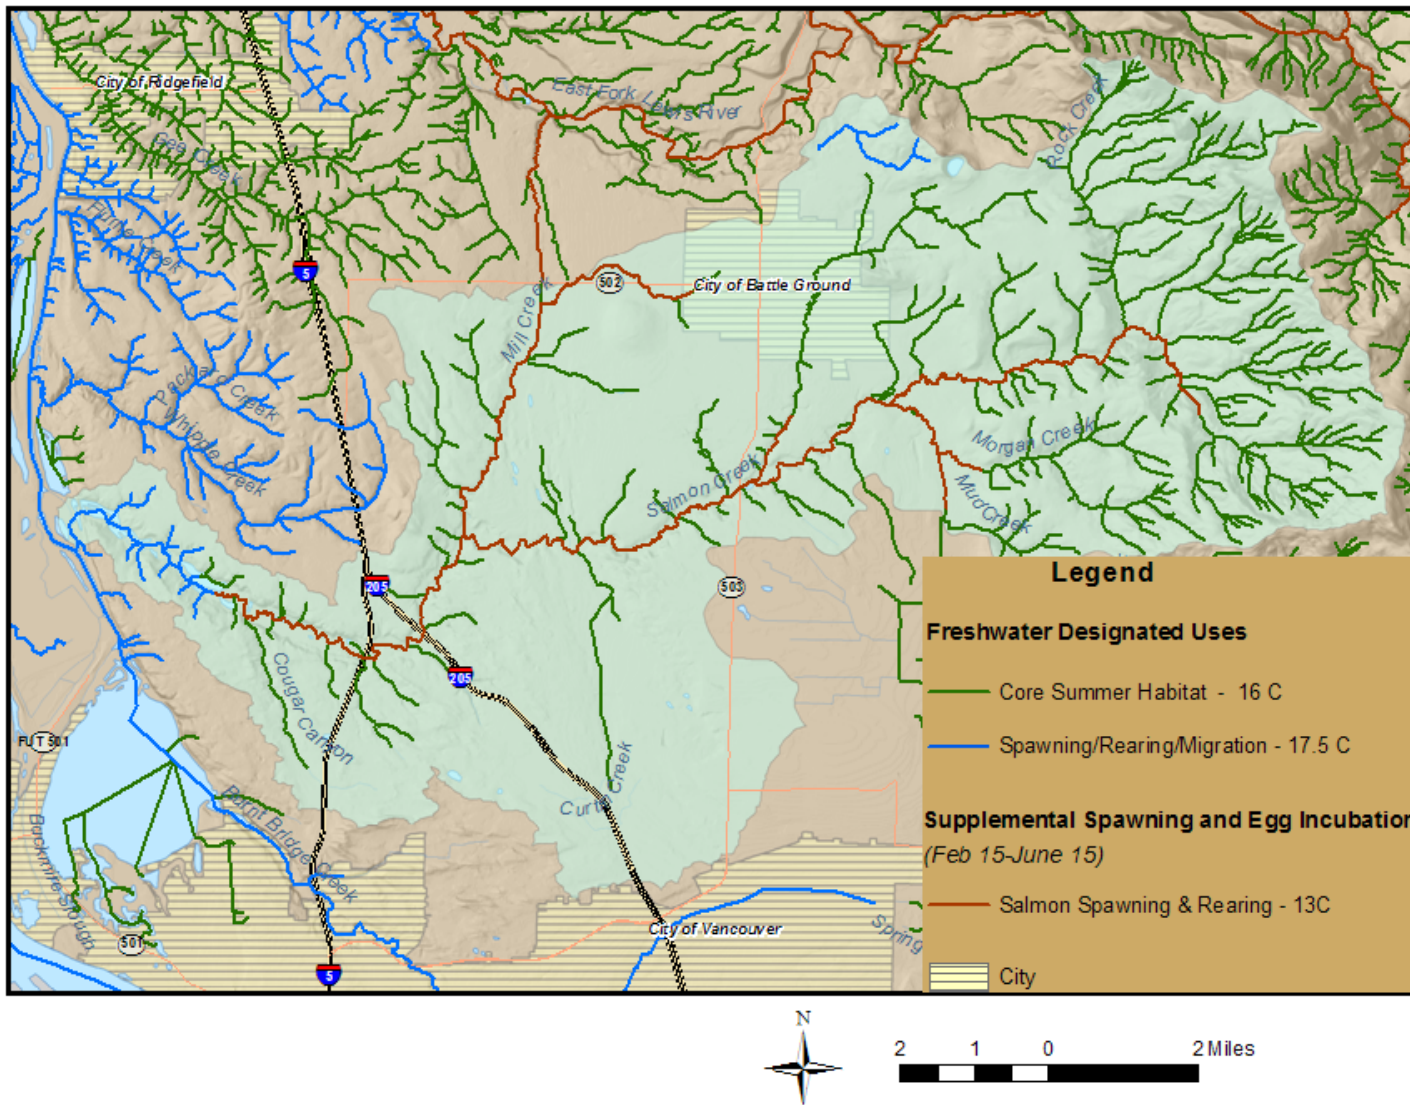 City of Ridgefield
East Fork Lewis River
Rock Creek
Gee Creek
Flume Creek
5
502
City of Battle Ground
Mill Creek
Packard Creek
Whipple Creek
Morgan Creek
Salmon Creek
Mud Creek
205
503
205
Cougar Canyon
FUT 501
Curtin Creek
Burnt Bridge Creek
Buckmire Slough
501
City of Vancouver
Spring
5
Legend
Freshwater Designated Uses
Core Summer Habitat - 16 C
Spawning/Rearing/Migration - 17.5 C
Supplemental Spawning and Egg Incubation
(Feb 15-June 15)
Salmon Spawning & Rearing - 13C
City
N
2 1 0 2 Miles